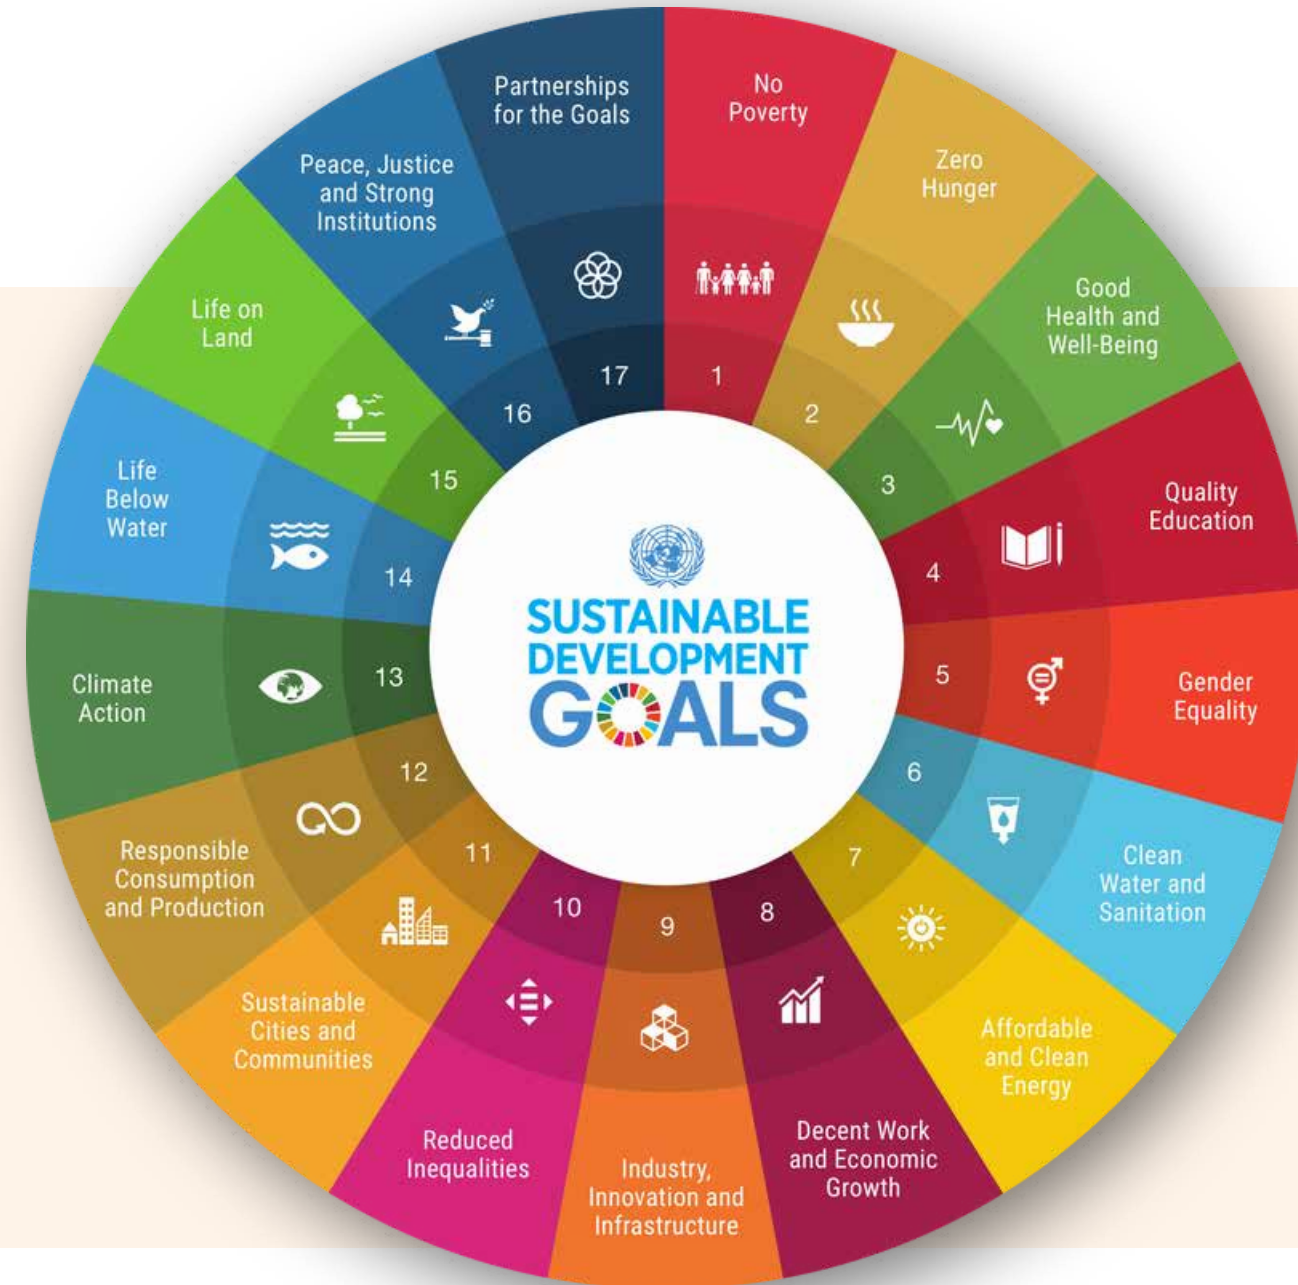 No
Poverty
1
Zero
Hunger
2
Good
Health and
Well-Being
3
Quality
Education
4
Gender
Equality
5
Clean
Water and
Sanitation
6
Affordable
and Clean
Energy
7
Decent Work
and Economic
Growth
8
Industry,
Innovation and
Infrastructure
9
Reduced
Inequalities
10
Sustainable
Cities and
Communities
11
Responsible
Consumption
and Production
12
Climate
Action
13
Life
Below
Water
14
Life on
Land
15
Peace, Justice
and Strong
Institutions
16
Partnerships
for the Goals
17
SUSTAINABLE
DEVELOPMENT
GOALS